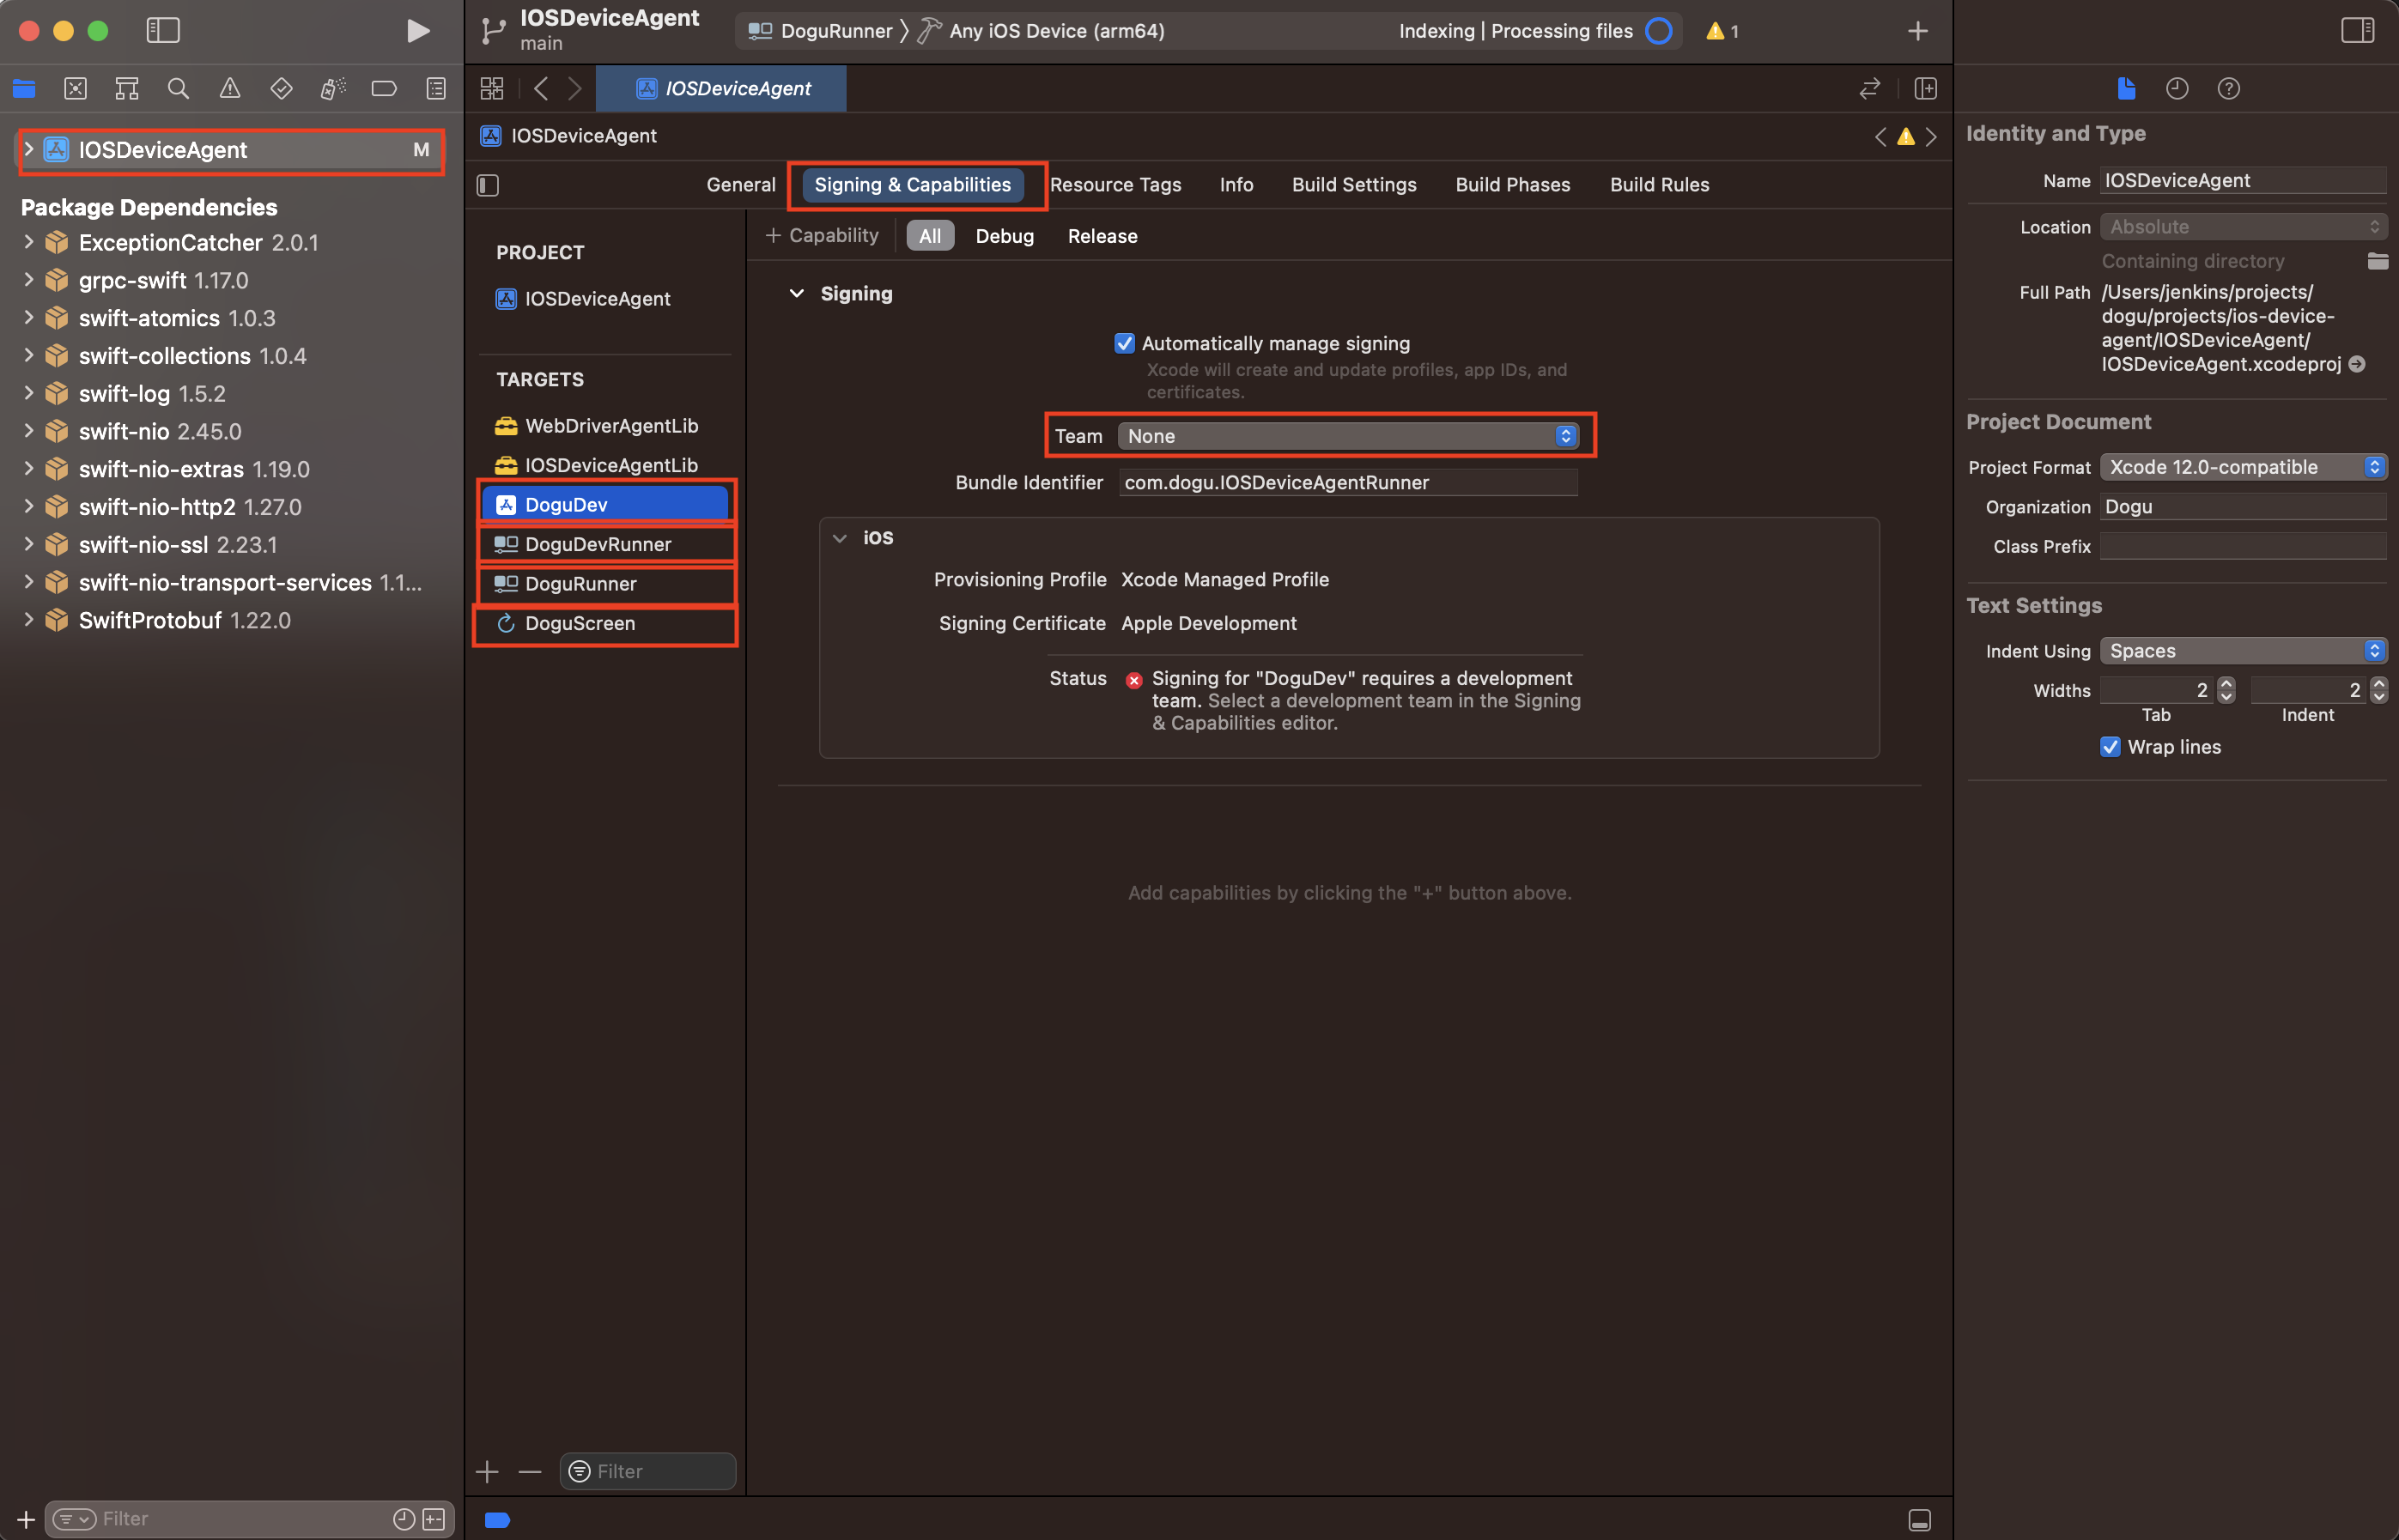 IOSDeviceAgent
main
DoguRunner
Any iOS Device (arm64)
Indexing | Processing files
1
IOSDeviceAgent
IOSDeviceAgent M
Package Dependencies
ExceptionCatcher 2.0.1
grpc-swift 1.17.0
swift-atomics 1.0.3
swift-collections 1.0.4
swift-log 1.5.2
swift-nio 2.45.0
swift-nio-extras 1.19.0
swift-nio-http2 1.27.0
swift-nio-ssl 2.23.1
swift-nio-transport-services 1.1...
SwiftProtobuf 1.22.0
Filter
IOSDeviceAgent
General
Signing & Capabilities
Resource Tags
Info
Build Settings
Build Phases
Build Rules
PROJECT
IOSDeviceAgent
TARGETS
WebDriverAgentLib
IOSDeviceAgentLib
DoguDev
DoguDevRunner
DoguRunner
DoguScreen
Filter
+ Capability
All
Debug
Release
Signing
Automatically manage signing
Xcode will create and update profiles, app IDs, and
certificates.
Team None
Bundle Identifier com.dogu.IOSDeviceAgentRunner
iOS
Provisioning Profile Xcode Managed Profile
Signing Certificate Apple Development
Status Signing for "DoguDev" requires a development
team. Select a development team in the Signing
& Capabilities editor.
Add capabilities by clicking the "+" button above.
Identity and Type
Name IOSDeviceAgent
Location Absolute
Containing directory
Full Path /Users/jenkins/projects/
dogu/projects/ios-device-
agent/IOSDeviceAgent/
IOSDeviceAgent.xcodeproj
Project Document
Project Format Xcode 12.0-compatible
Organization Dogu
Class Prefix
Text Settings
Indent Using Spaces
Widths 2 2
Tab Indent
Wrap lines